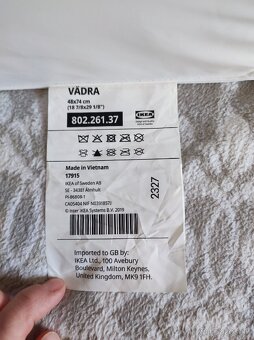 VÄDRA
48x74 cm
(18 7/8x29 1/8")
802.261.37
IKEA
Made in Vietnam
17915
IKEA of Sweden AB
SE - 34381 Älmhult
© Inter IKEA Systems B.V. 2019
2327
Imported to GB by:
IKEA Ltd., 100 Avebury
Boulevard, Milton Keynes,
United Kingdom, MK9 1FH.